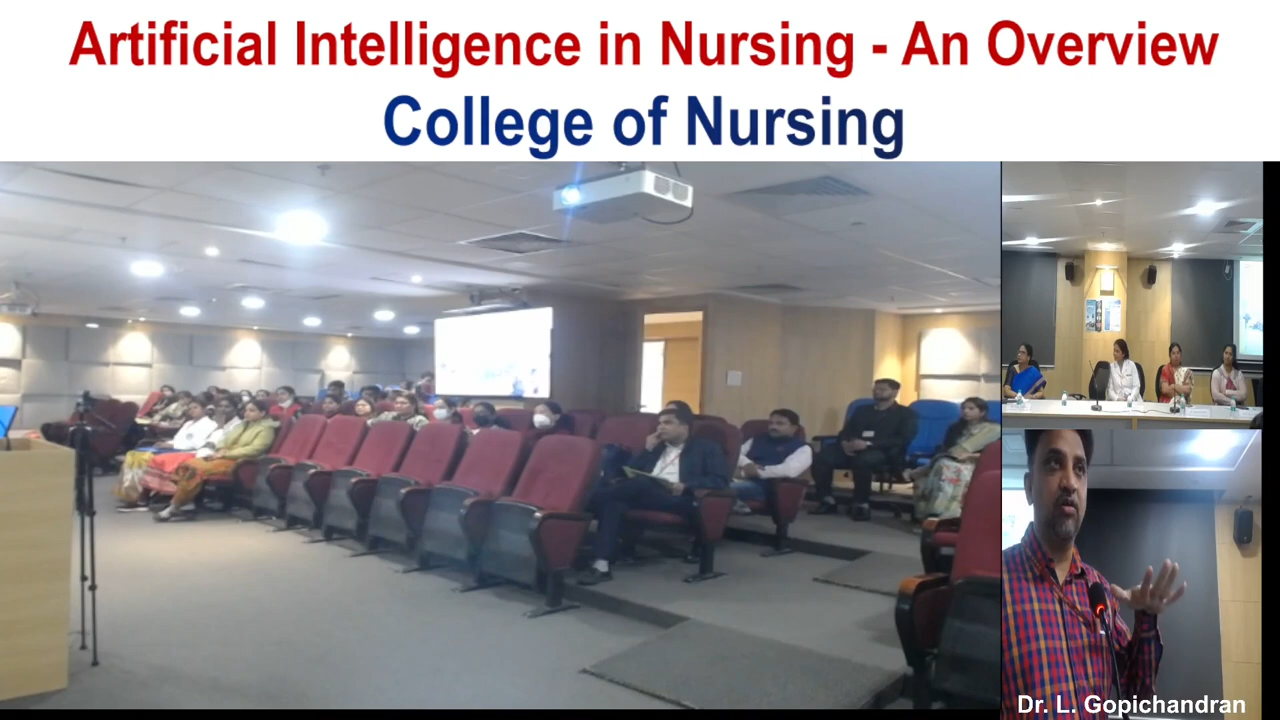 Artificial Intelligence in Nursing - An Overview
College of Nursing
Dr. L. Gopichandran